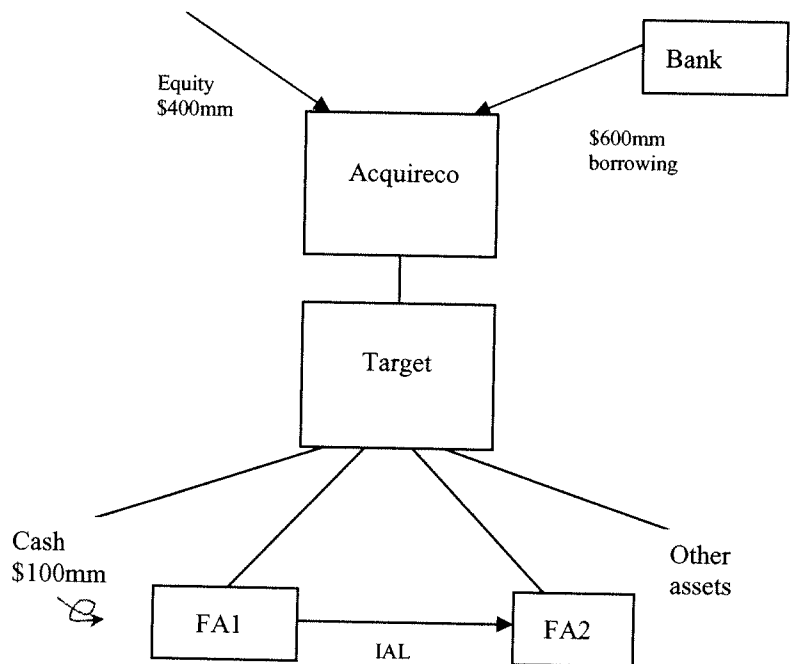 Bank
Equity
$400mm
$600mm
borrowing
Acquireco
Target
Cash
$100mm
Other
assets
FA1
FA2
IAL